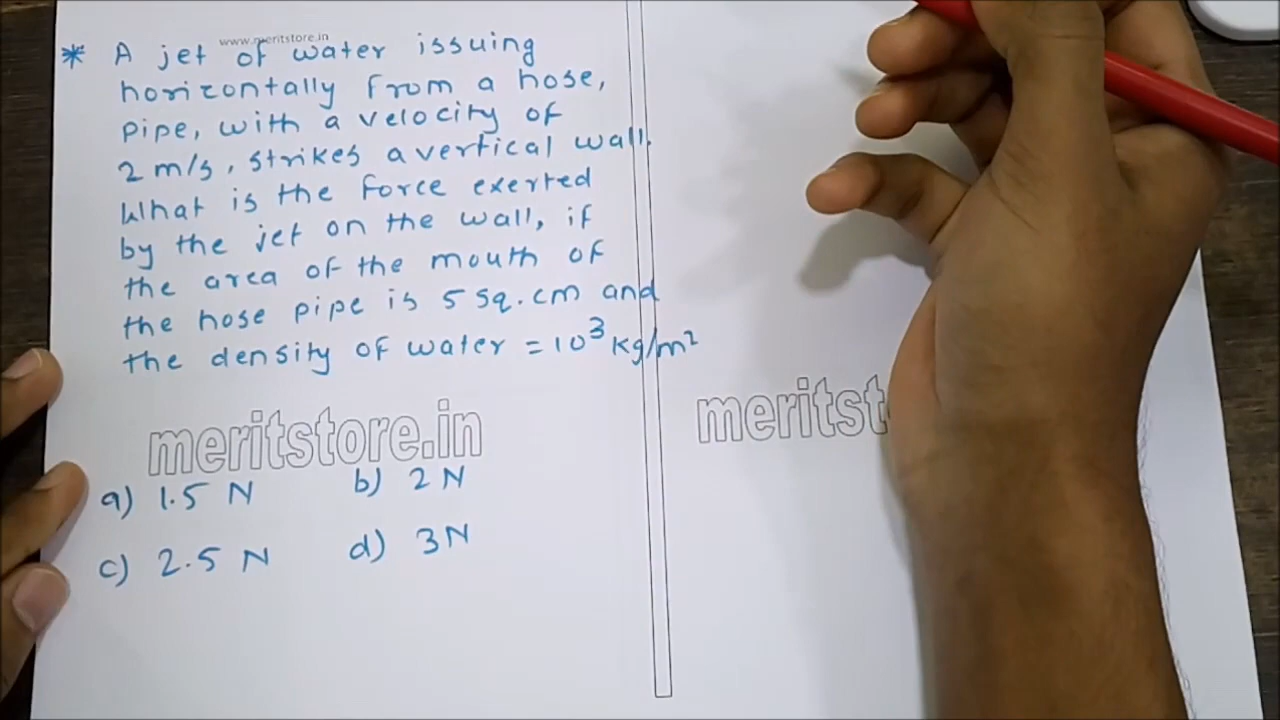 www.meritstore.in
* A jet of water issuing
horizontally from a hose,
pipe, with a velocity of
2 m/s, strikes a vertical wall.
What is the force exerted
by the jet on the wall, if
the area of the mouth of
the hose pipe is 5 sq.cm and
the density of water = 10³ kg/m²
meritstore.in
meritst
a) 1.5 N b) 2 N
c) 2.5 N d) 3N